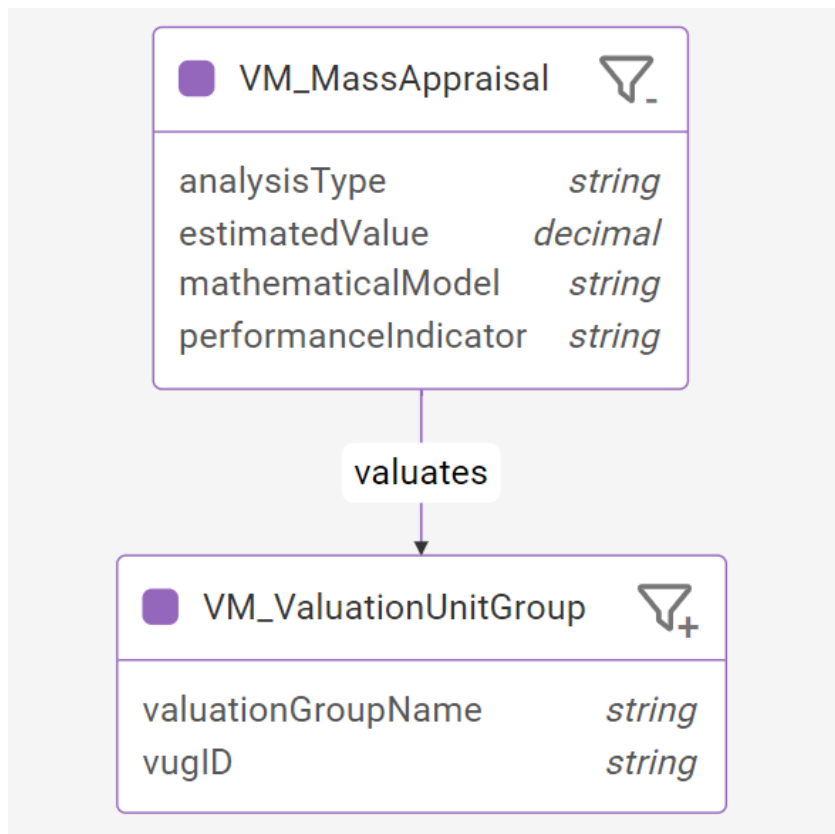 VM_MassAppraisal
analysisType string
estimatedValue decimal
mathematicalModel string
performanceIndicator string
valuates
VM_ValuationUnitGroup
valuationGroupName string
vugID string